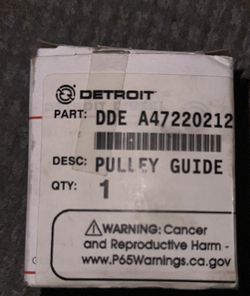 DETROIT
PART: DDE A47220212
DESC: PULLEY GUIDE
QTY: 1
WARNING: Cancer
and Reproductive Harm -
www.P65Warnings.ca.gov